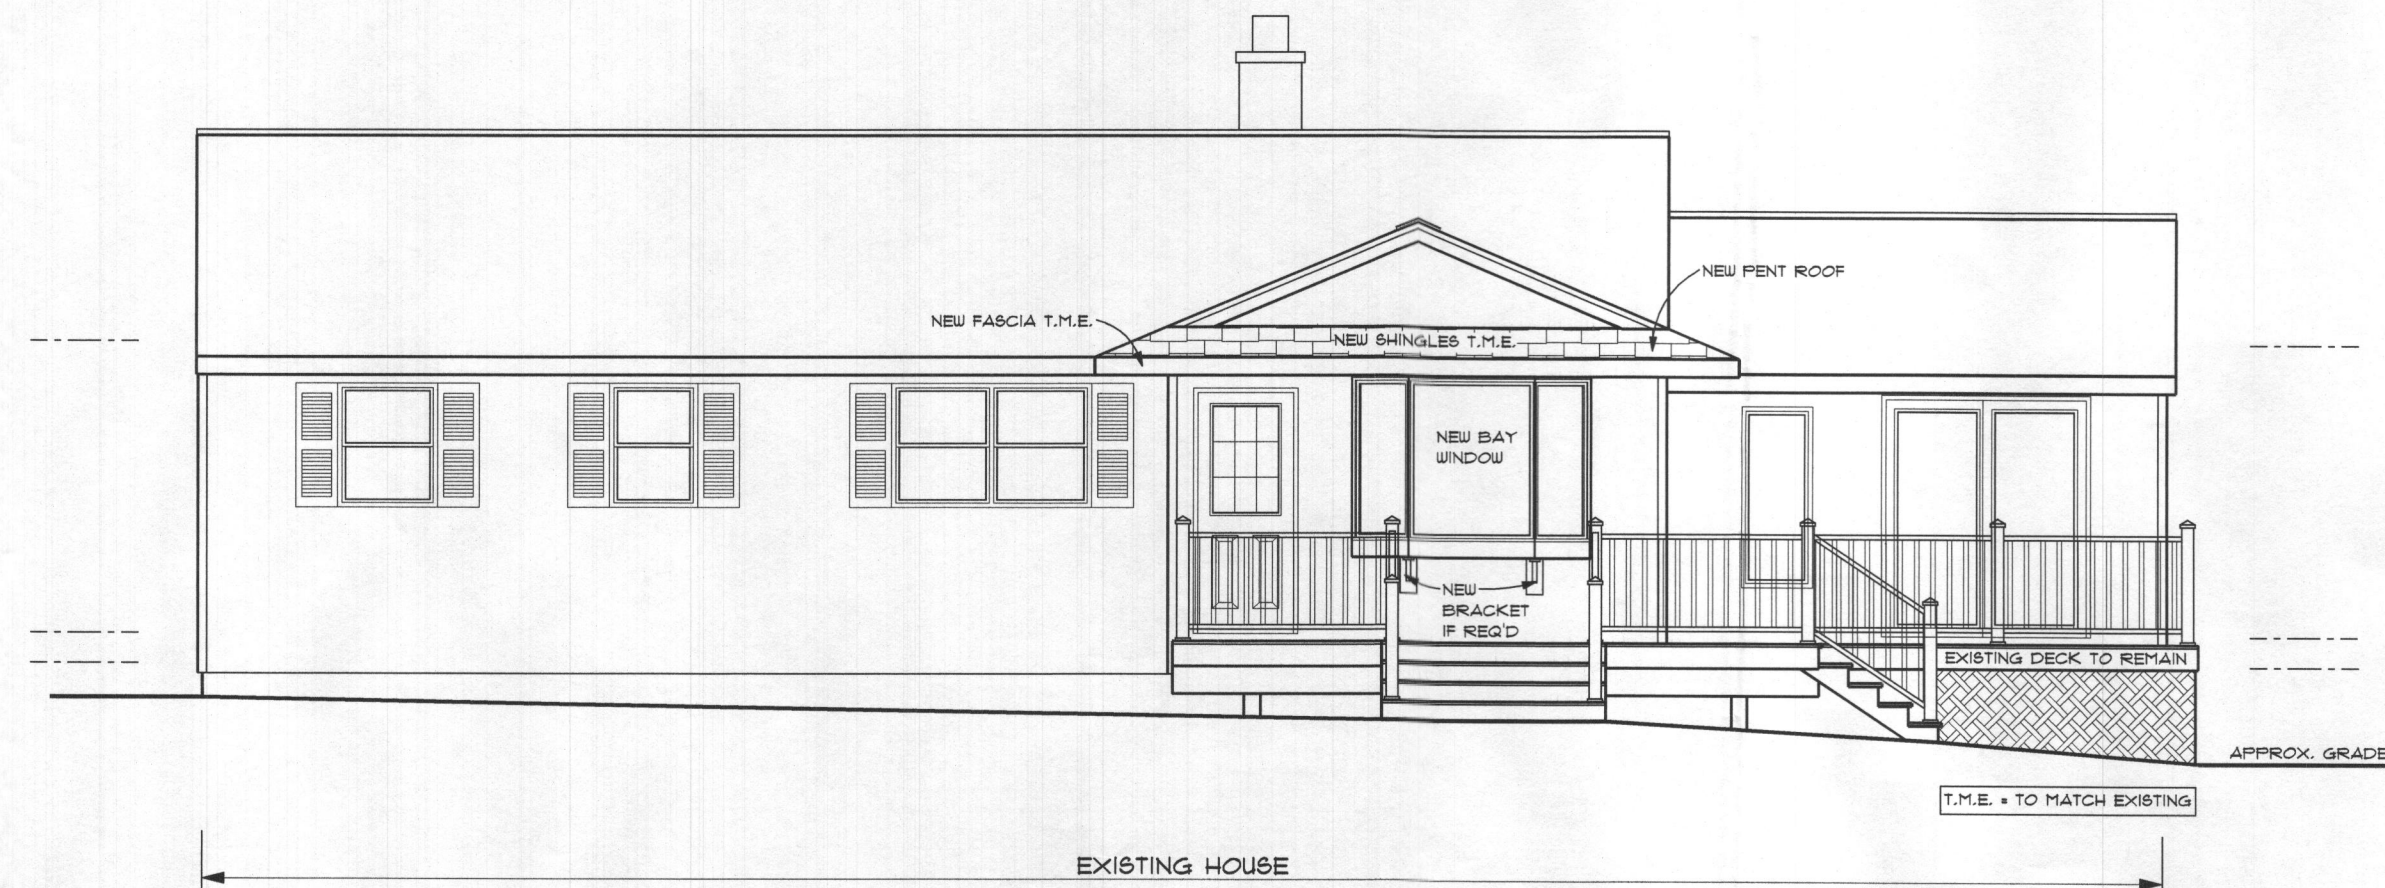 NEW PENT ROOF
NEW FASCIA T.M.E.
NEW SHINGLES T.M.E.
NEW BAY
WINDOW
NEW
BRACKET
IF REQ'D
EXISTING DECK TO REMAIN
APPROX. GRADE
T.M.E. = TO MATCH EXISTING
EXISTING HOUSE